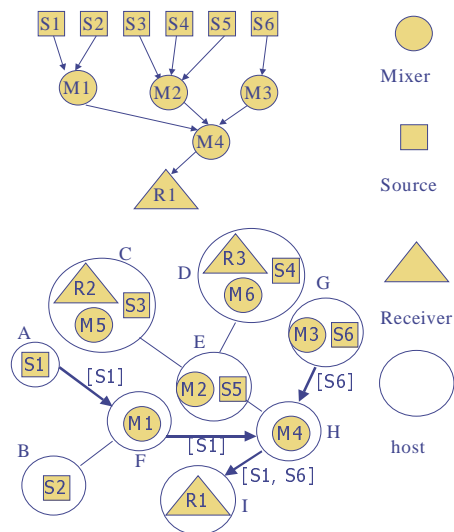 S1 S2 S3 S4 S5 S6
M1 M2 M3
Mixer
M4
R1
Source
C
D
R3 S4
G
R2 S3
M6
Receiver
A
M5
E
M3 S6
S1
[S1]
M2 S5
[S6]
M1
M4
H
B
F
[S1]
host
S2
[S1, S6]
R1
I